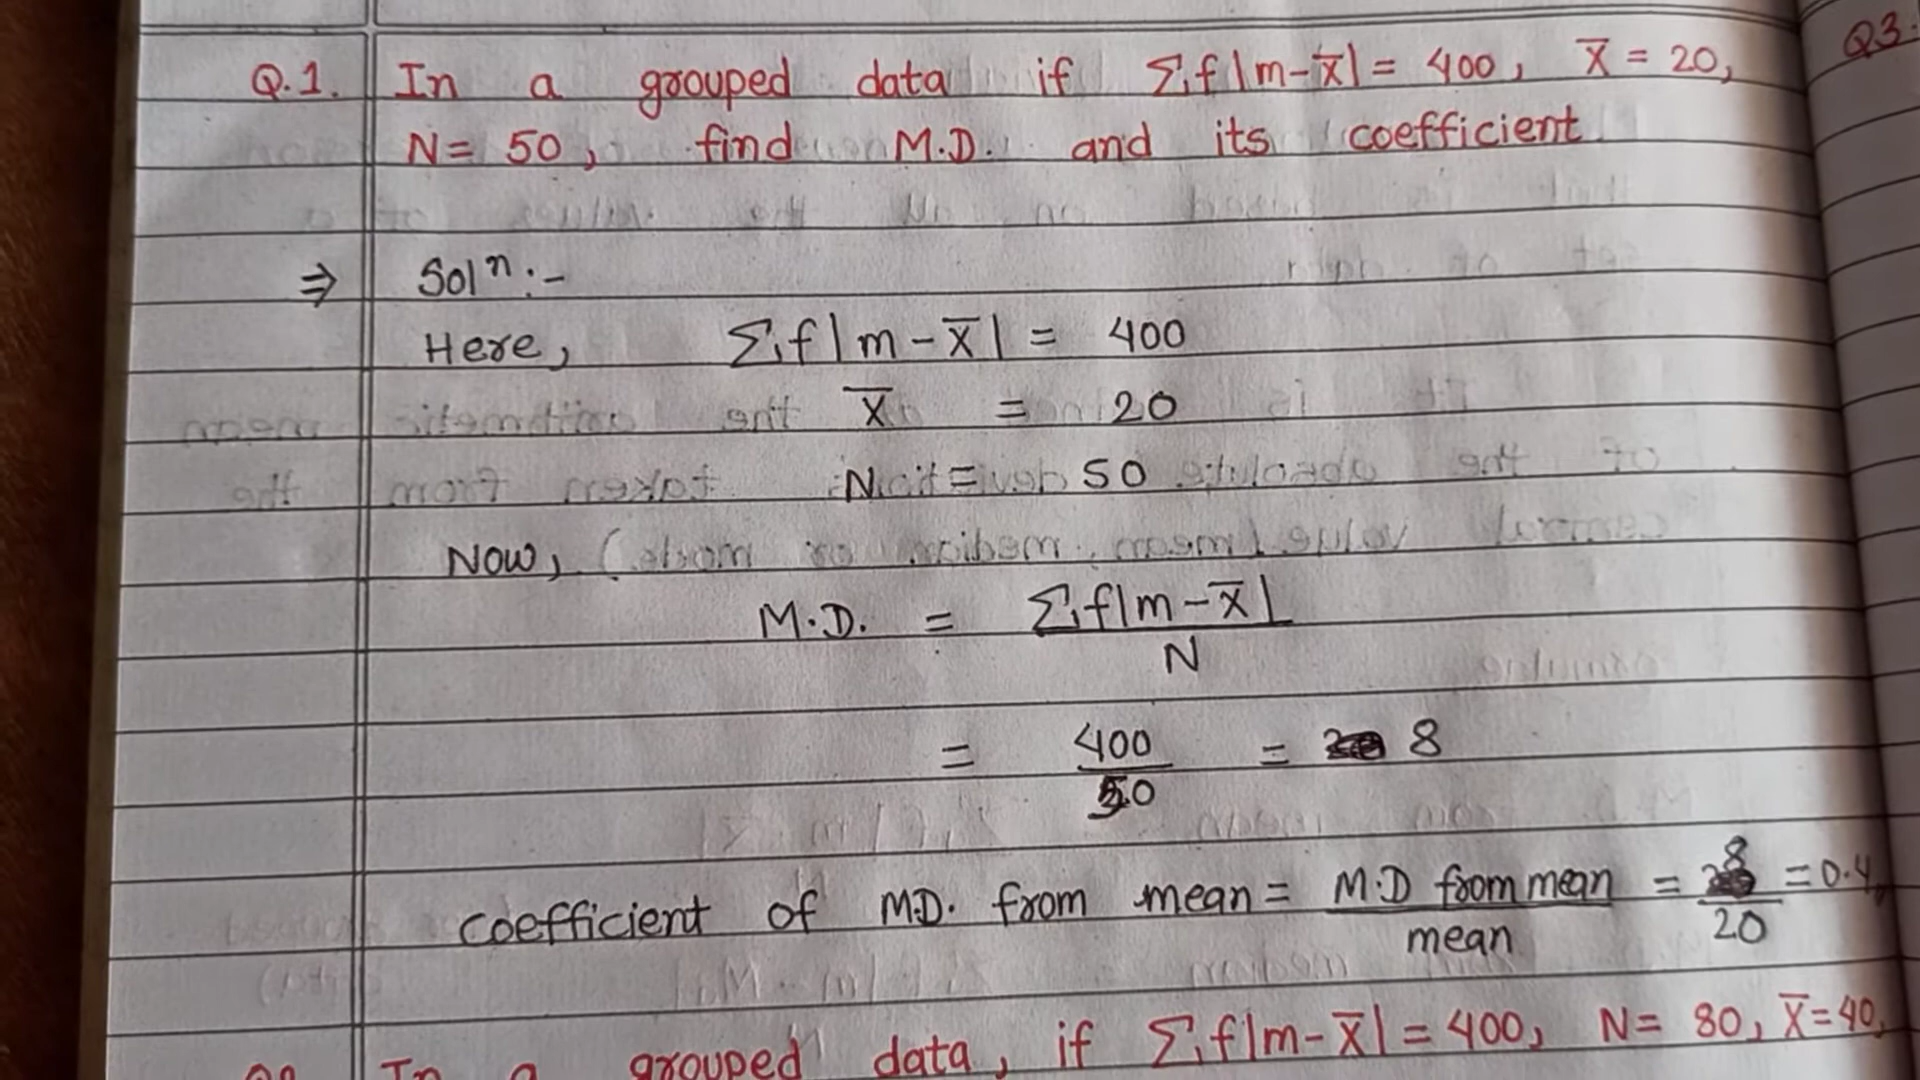 Q.1. In a grouped data if Σf|m-X̅| = 400, X̅ = 20,
N = 50, find M.D. and its coefficient
⇒ Solⁿ:-
Here, Σf|m-X̅| = 400
X̅ = 20
N = 50
Now,
M.D. = Σf|m-X̅|
N
= 400 = 8
50
coefficient of M.D. from mean = M.D from mean = 8 = 0.4
mean 20
In a grouped data, if Σf|m-X̅| = 400, N = 80, X̅ = 40,
Q3.